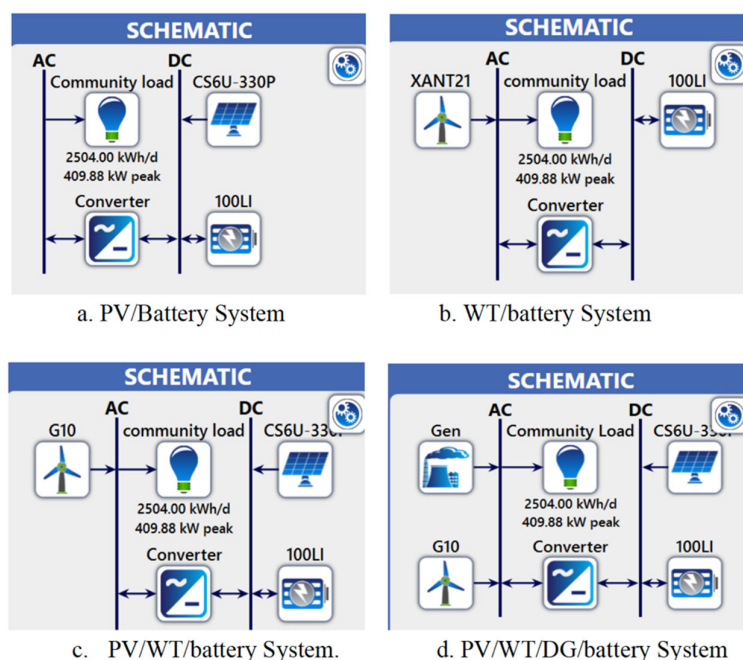 SCHEMATIC
AC DC
Community load CS6U-330P
2504.00 kWh/d
409.88 kW peak
Converter 100LI
a. PV/Battery System
SCHEMATIC
AC DC
XANT21 community load 100LI
2504.00 kWh/d
409.88 kW peak
Converter
b. WT/battery System
SCHEMATIC
AC DC
G10 community load CS6U-330P
2504.00 kWh/d
409.88 kW peak
Converter 100LI
c. PV/WT/battery System.
SCHEMATIC
AC DC
Gen Community Load CS6U-330P
2504.00 kWh/d
409.88 kW peak
G10 Converter 100LI
d. PV/WT/DG/battery System